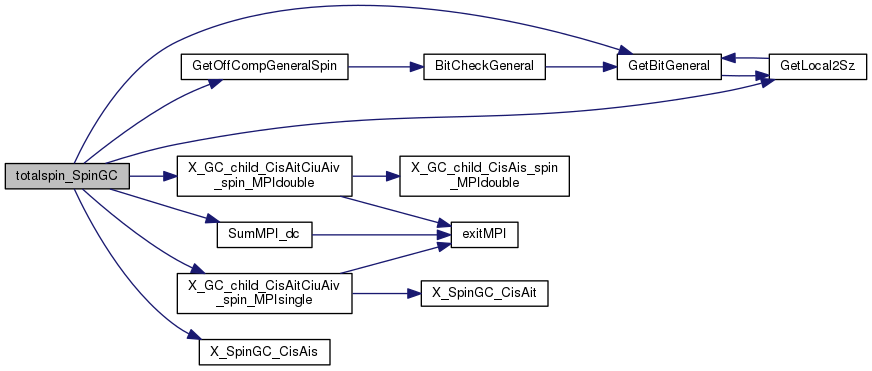 GetOffCompGeneralSpin
BitCheckGeneral
GetBitGeneral
GetLocal2Sz
totalspin_SpinGC
X_GC_child_CisAitCiuAiv
_spin_MPIdouble
X_GC_child_CisAis_spin
_MPIdouble
SumMPI_dc
exitMPI
X_GC_child_CisAitCiuAiv
_spin_MPIsingle
X_SpinGC_CisAit
X_SpinGC_CisAis